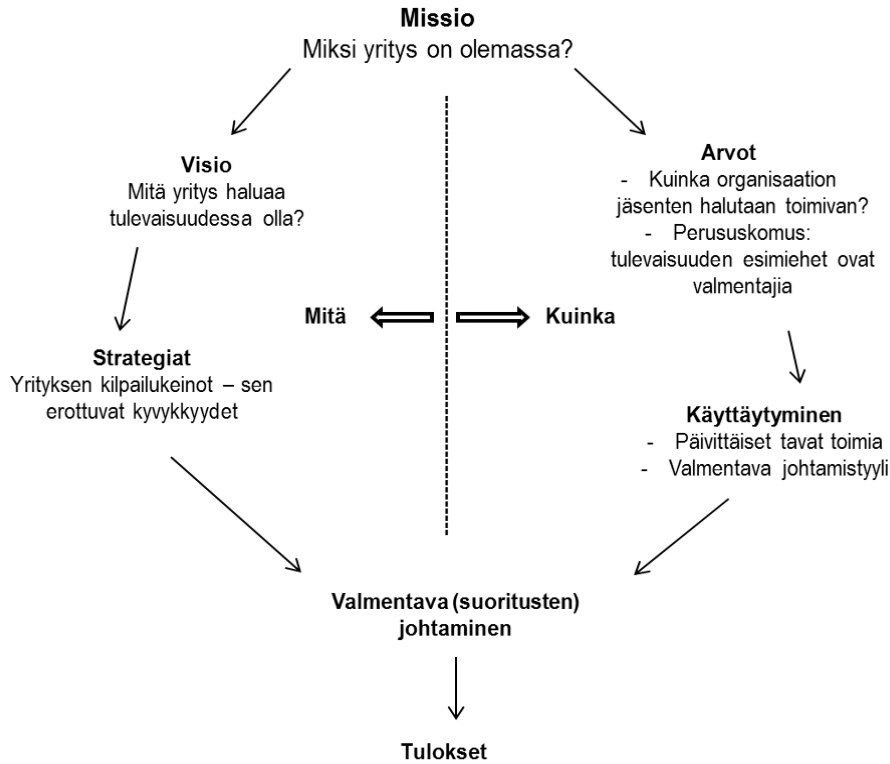 Missio
Miksi yritys on olemassa?
Visio
Mitä yritys haluaa
tulevaisuudessa olla?
Arvot
- Kuinka organisaation
jäsenten halutaan toimivan?
- Perususkomus:
tulevaisuuden esimiehet ovat
valmentajia
Mitä
Kuinka
Strategiat
Yrityksen kilpailukeinot – sen
erottuvat kyvykkyydet
Käyttäytyminen
- Päivittäiset tavat toimia
- Valmentava johtamistyyli
Valmentava (suoritusten)
johtaminen
Tulokset